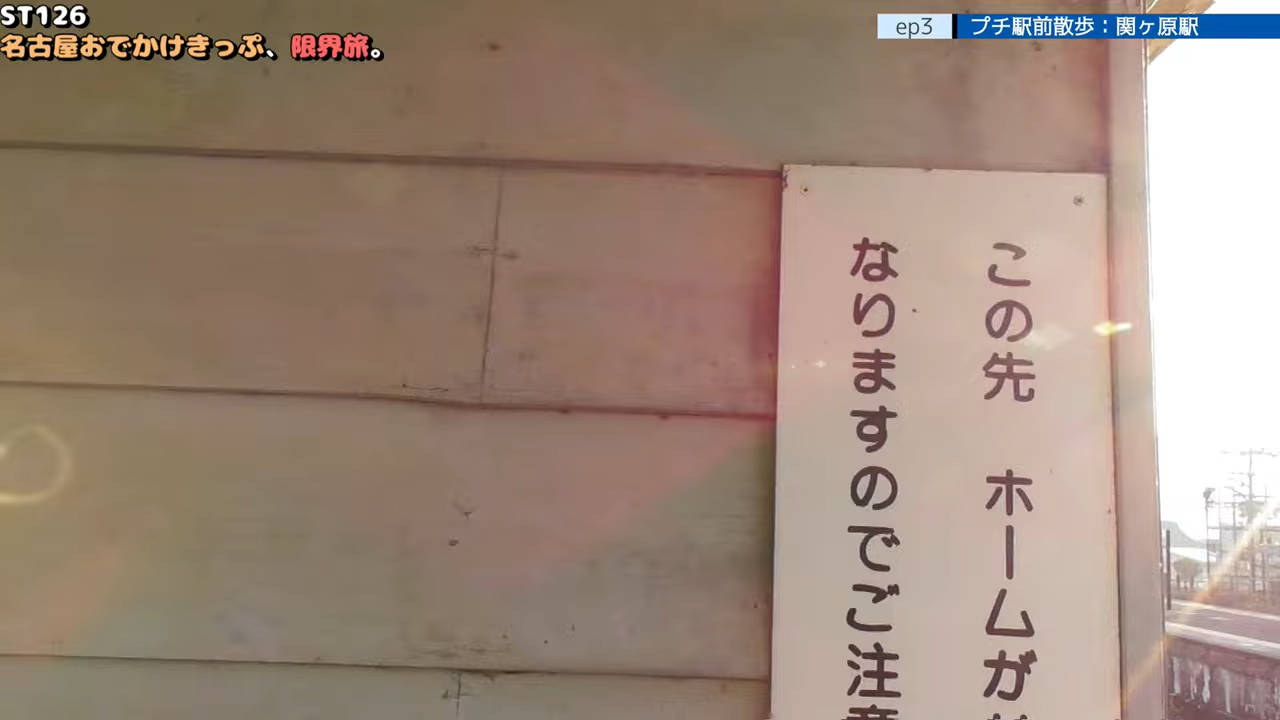 ST126
名古屋おでかけきっぷ、限界旅。
ep3
プチ駅前散歩：関ヶ原駅
この先　ホームが
なりますのでご注